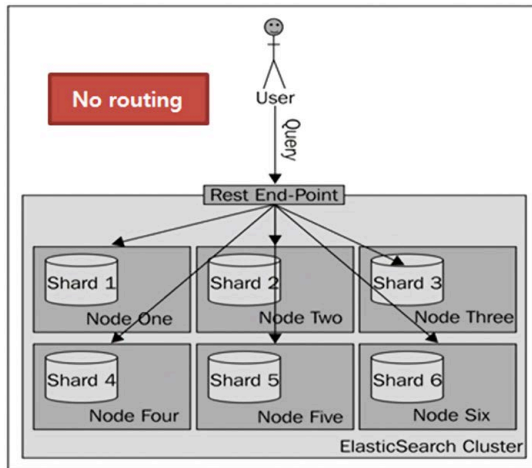 No routing
User
Query
Rest End-Point
Shard 1
Node One
Shard 2
Node Two
Shard 3
Node Three
Shard 4
Node Four
Shard 5
Node Five
Shard 6
Node Six
ElasticSearch Cluster